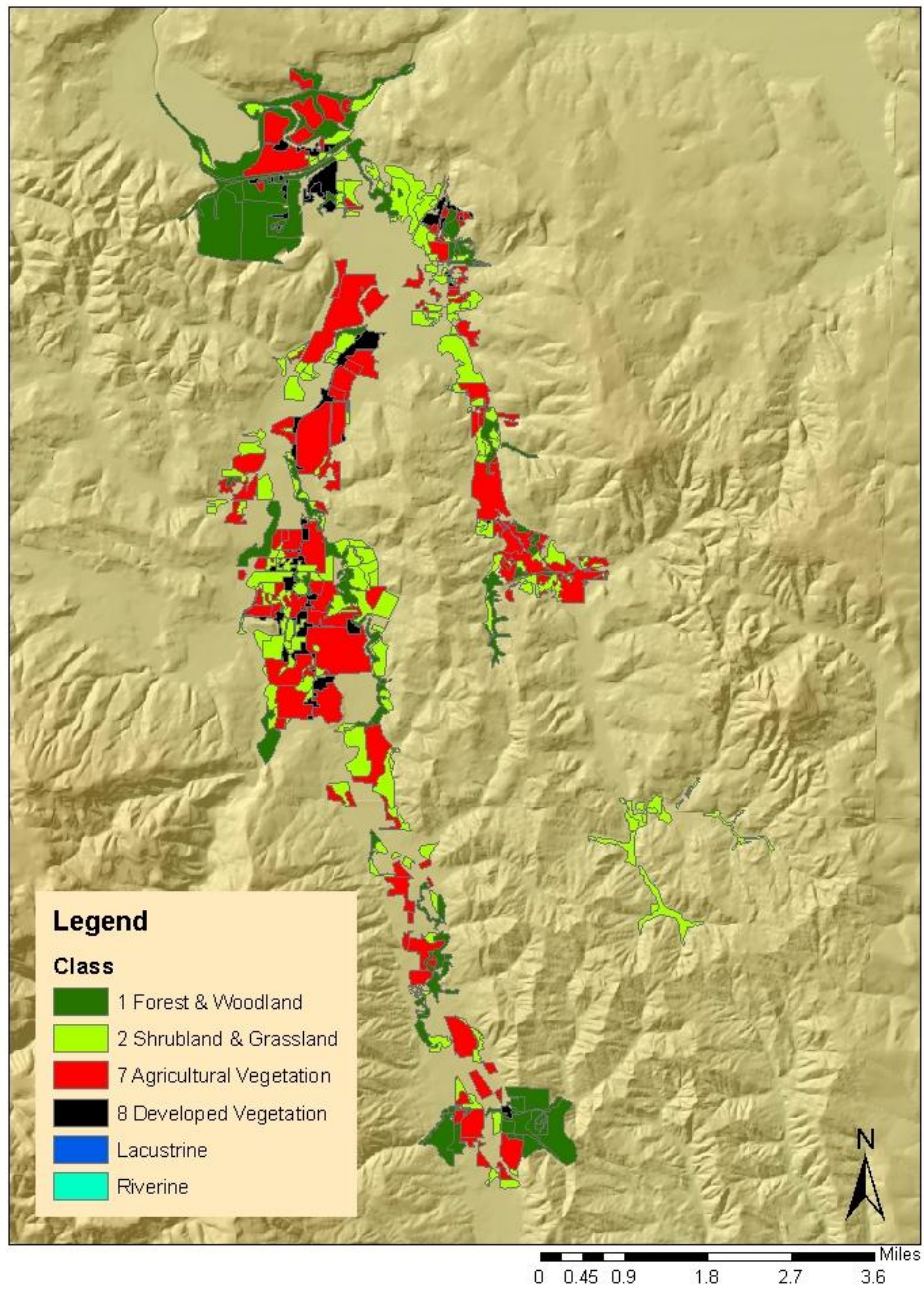 Legend
Class
1 Forest & Woodland
2 Shrubland & Grassland
7 Agricultural Vegetation
8 Developed Vegetation
Lacustrine
Riverine
N
Miles
0 0.45 0.9 1.8 2.7 3.6